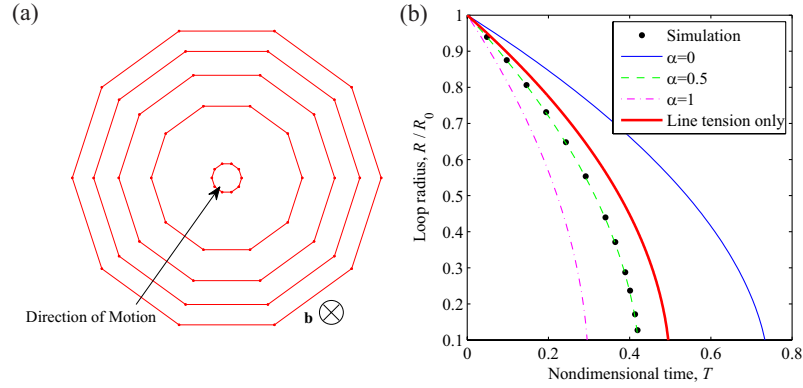 (a)
Direction of Motion
b
(b)
Loop radius, R / R0
1
0.9
0.8
0.7
0.6
0.5
0.4
0.3
0.2
0.1
0
0.2
0.4
0.6
0.8
Nondimensional time, T
Simulation
α=0
α=0.5
α=1
Line tension only